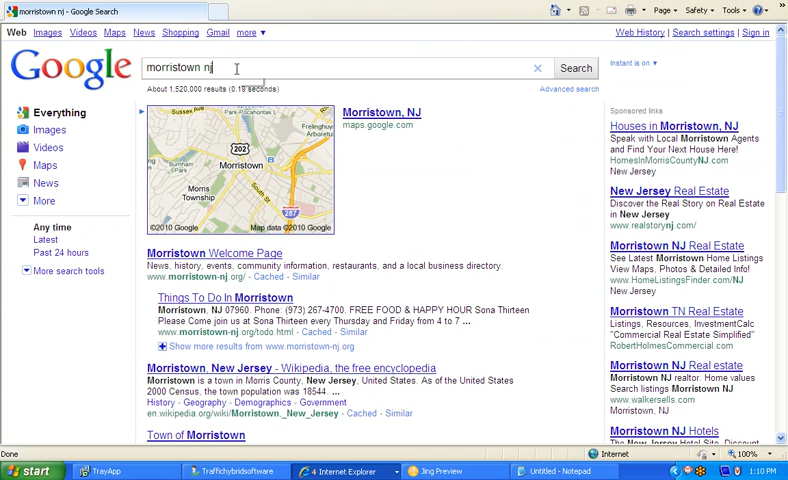 morristown nj - Google Search
Page
Safety
Tools
Web Images Videos Maps News Shopping Gmail more
Web History | Search settings | Sign in
Google
morristown nj
Search
Instant is on
About 1,520,000 results (0.19 seconds)
Advanced search
Everything
Images
Videos
Maps
News
More
Any time
Latest
Past 24 hours
More search tools
Sussex Ave
Park-Pocahontas L
Frelinghuys
Arboretum
202
Morristown
Morris
Township
South St
287
©2010 Google Map data ©2010 Google
Morristown, NJ
maps.google.com
Morristown Welcome Page
News, history, events, community information, restaurants, and a local business directory.
www.morristown-nj.org/ - Cached - Similar
Things To Do In Morristown
Morristown, NJ 07960. Phone: (973) 267-4700. FREE FOOD & HAPPY HOUR Sona Thirteen
Please Come join us at Sona Thirteen every Thursday and Friday from 4 to 7 ...
www.morristown-nj.org/todo.html - Cached - Similar
Show more results from www.morristown-nj.org
Morristown, New Jersey - Wikipedia, the free encyclopedia
Morristown is a town in Morris County, New Jersey, United States. As of the
2000 Census, the town population was 18544. ...
History - Geography - Demographics - Government
en.wikipedia.org/wiki/Morristown,_New_Jersey - Cached - Similar
Town of Morristown
Sponsored links
Houses in Morristown, NJ
Speak with Local Morristown Agents
and Find Your Next House Here!
HomesInMorrisCountyNJ.com
New Jersey
New Jersey Real Estate
Discover the Real Story on Real Estate
in New Jersey
www.realstorynj.com/
Morristown NJ Real Estate
See Latest Morristown Home Listings
View Maps, Photos & Detailed Info!
www.HomeListingsFinder.com/NJ
New Jersey
Morristown TN Real Estate
Listings, Resources, InvestmentCalc
"Commercial Real Estate Simplified"
RobertHolmesCommercial.com
Morristown NJ Real estate
Morristown NJ realtor. Home values
Search listings Morristown NJ
www.walkersells.com
Morristown, NJ
Morristown NJ Hotels
Done
Internet
100%
start
TrayApp
Traffichybridsoftware
4 Internet Explorer
Jing Preview
Untitled - Notepad
1:10 PM